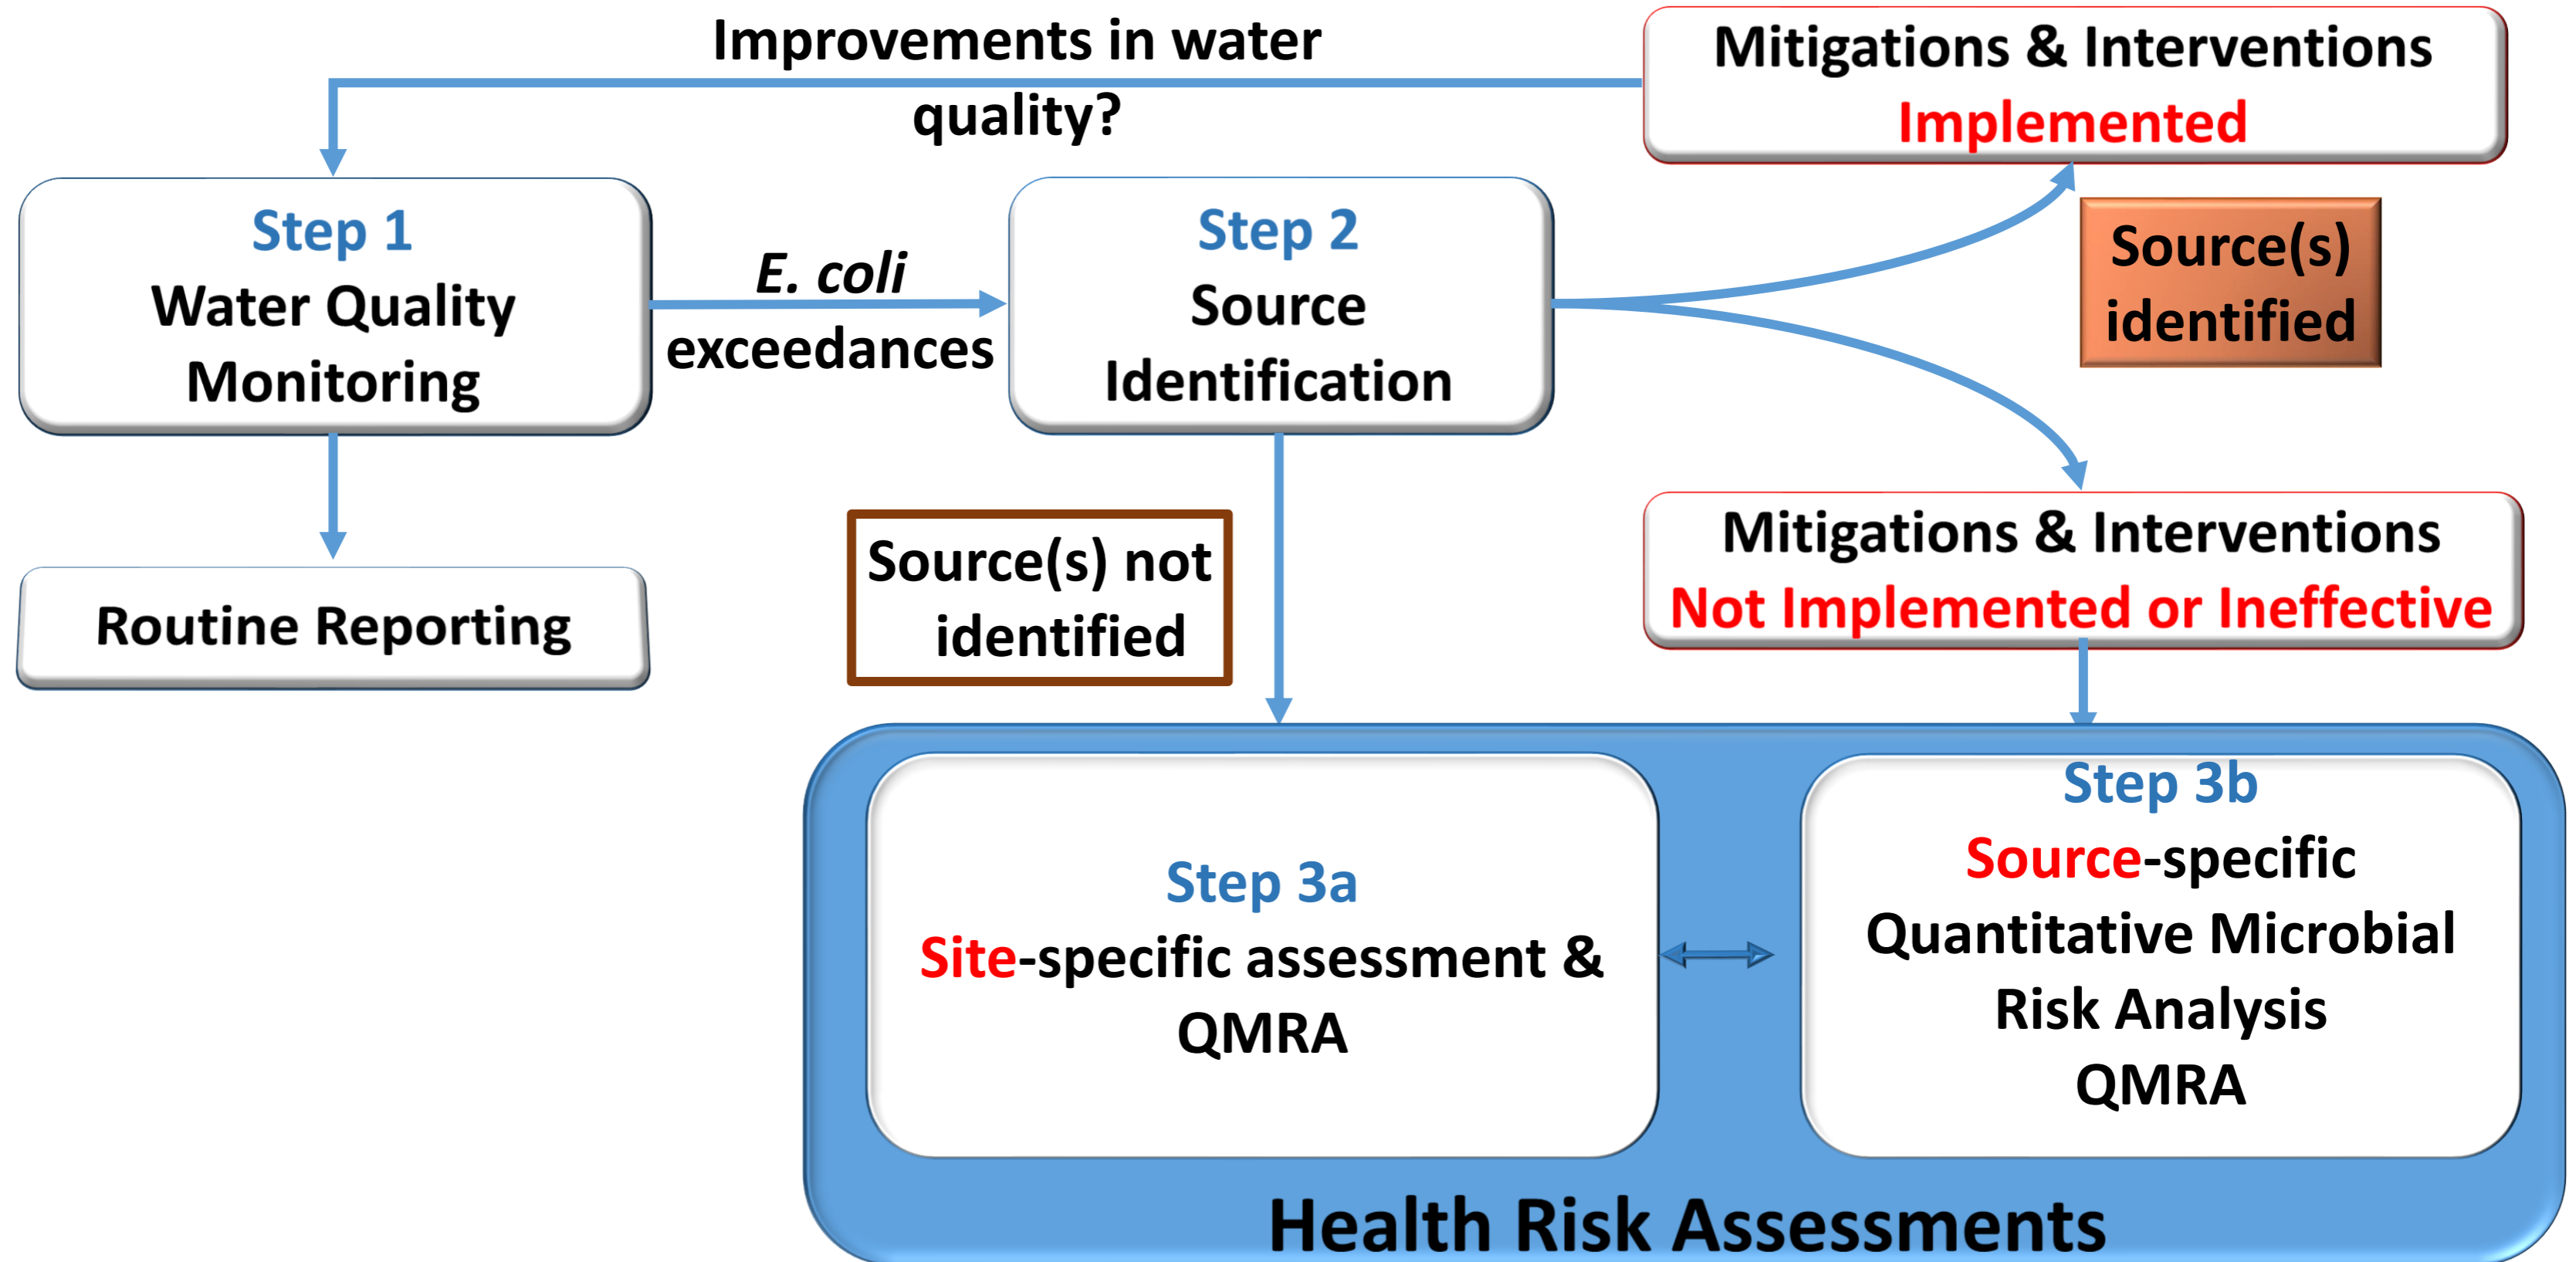 Improvements in water
quality?
Mitigations & Interventions
Implemented
Step 1
Water Quality
Monitoring
E. coli
exceedances
Step 2
Source
Identification
Source(s)
identified
Routine Reporting
Source(s) not
identified
Mitigations & Interventions
Not Implemented or Ineffective
Step 3a
Site-specific assessment &
QMRA
Step 3b
Source-specific
Quantitative Microbial
Risk Analysis
QMRA
Health Risk Assessments